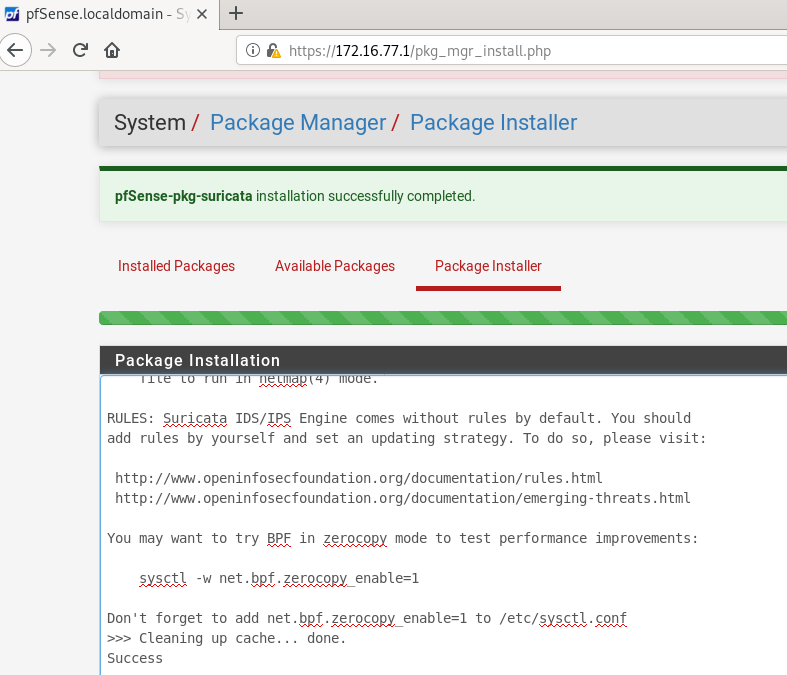 pfSense.localdomain - Sy
https://172.16.77.1/pkg_mgr_install.php
System / Package Manager / Package Installer
pfSense-pkg-suricata installation successfully completed.
Installed Packages Available Packages Package Installer
Package Installation
file to run in netmap(4) mode.
RULES: Suricata IDS/IPS Engine comes without rules by default. You should
add rules by yourself and set an updating strategy. To do so, please visit:
http://www.openinfosecfoundation.org/documentation/rules.html
http://www.openinfosecfoundation.org/documentation/emerging-threats.html
You may want to try BPF in zerocopy mode to test performance improvements:
sysctl -w net.bpf.zerocopy_enable=1
Don't forget to add net.bpf.zerocopy_enable=1 to /etc/sysctl.conf
>>> Cleaning up cache... done.
Success